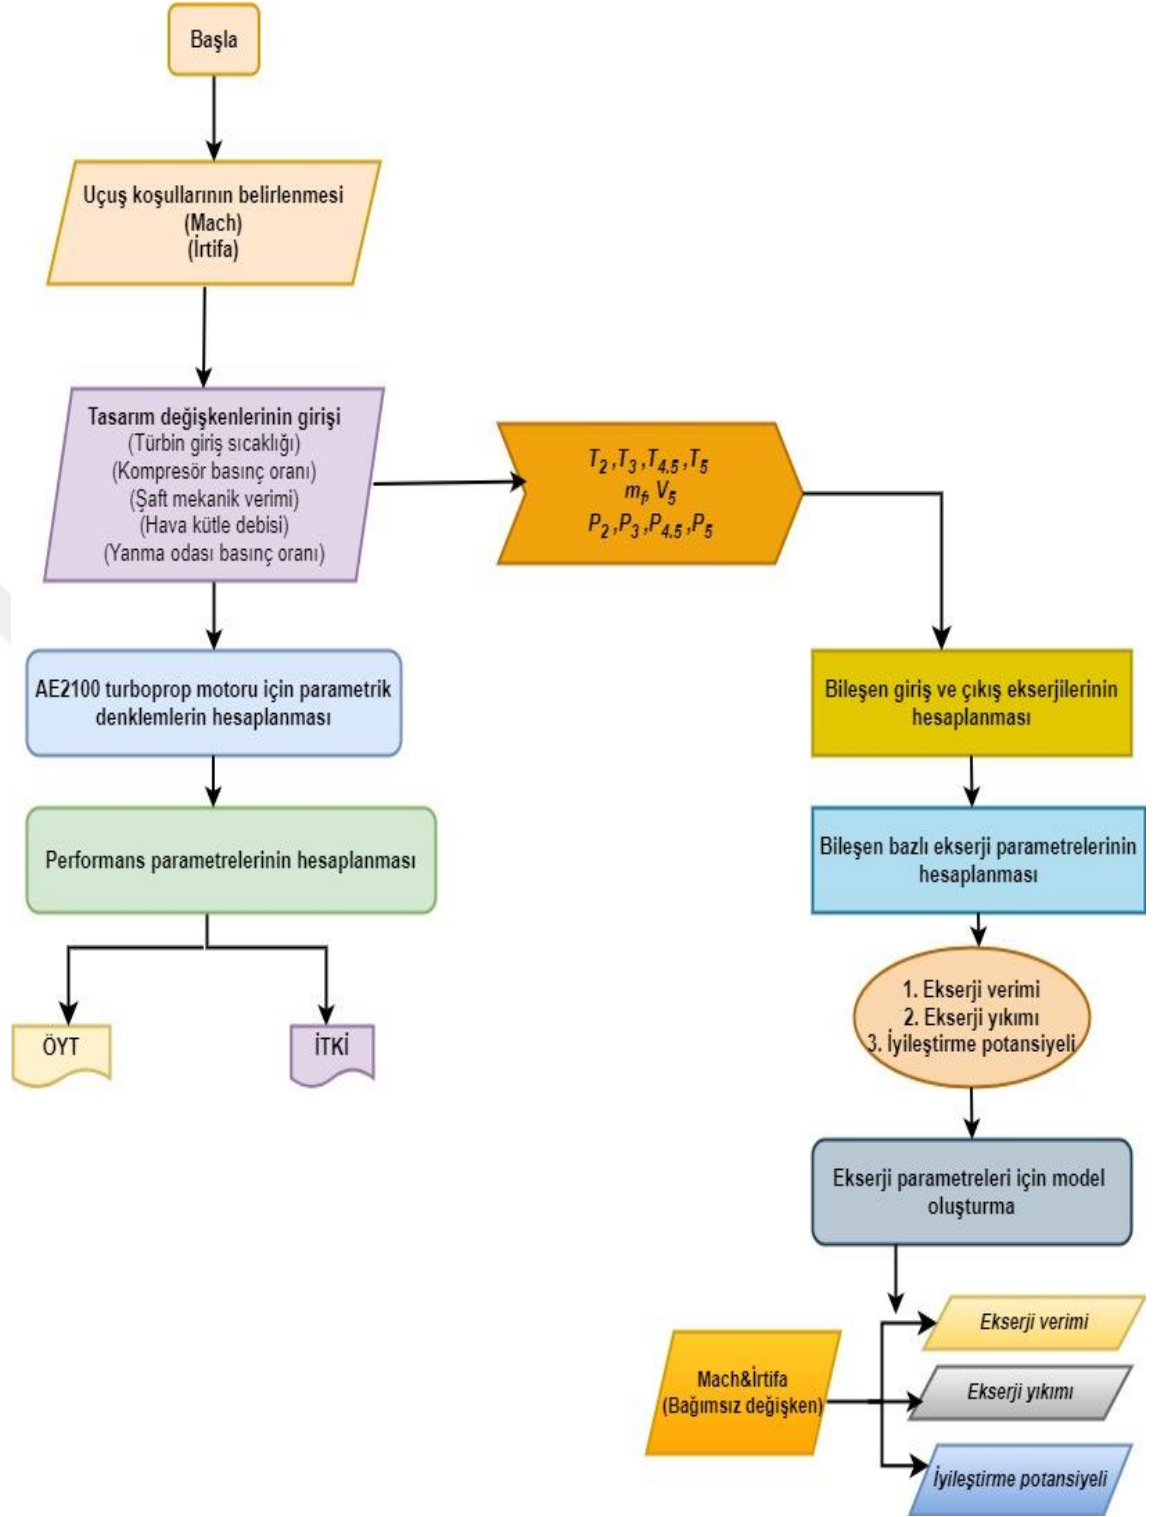 Başla
Uçuş koşullarının belirlenmesi
(Mach)
(İrtifa)
Tasarım değişkenlerinin girişi
(Türbin giriş sıcaklığı)
(Kompresör basınç oranı)
(Şaft mekanik verimi)
(Hava kütle debisi)
(Yanma odası basınç oranı)
T2,T3,T4.5,T5
mf, V5
P2,P3,P4.5,P5
AE2100 turboprop motoru için parametrik
denklemlerin hesaplanması
Performans parametrelerinin hesaplanması
ÖYT
İTKİ
Bileşen giriş ve çıkış ekserjilerinin
hesaplanması
Bileşen bazlı ekserji parametrelerinin
hesaplanması
1. Ekserji verimi
2. Ekserji yıkımı
3. İyileştirme potansiyeli
Ekserji parametreleri için model
oluşturma
Mach&İrtifa
(Bağımsız değişken)
Ekserji verimi
Ekserji yıkımı
İyileştirme potansiyeli